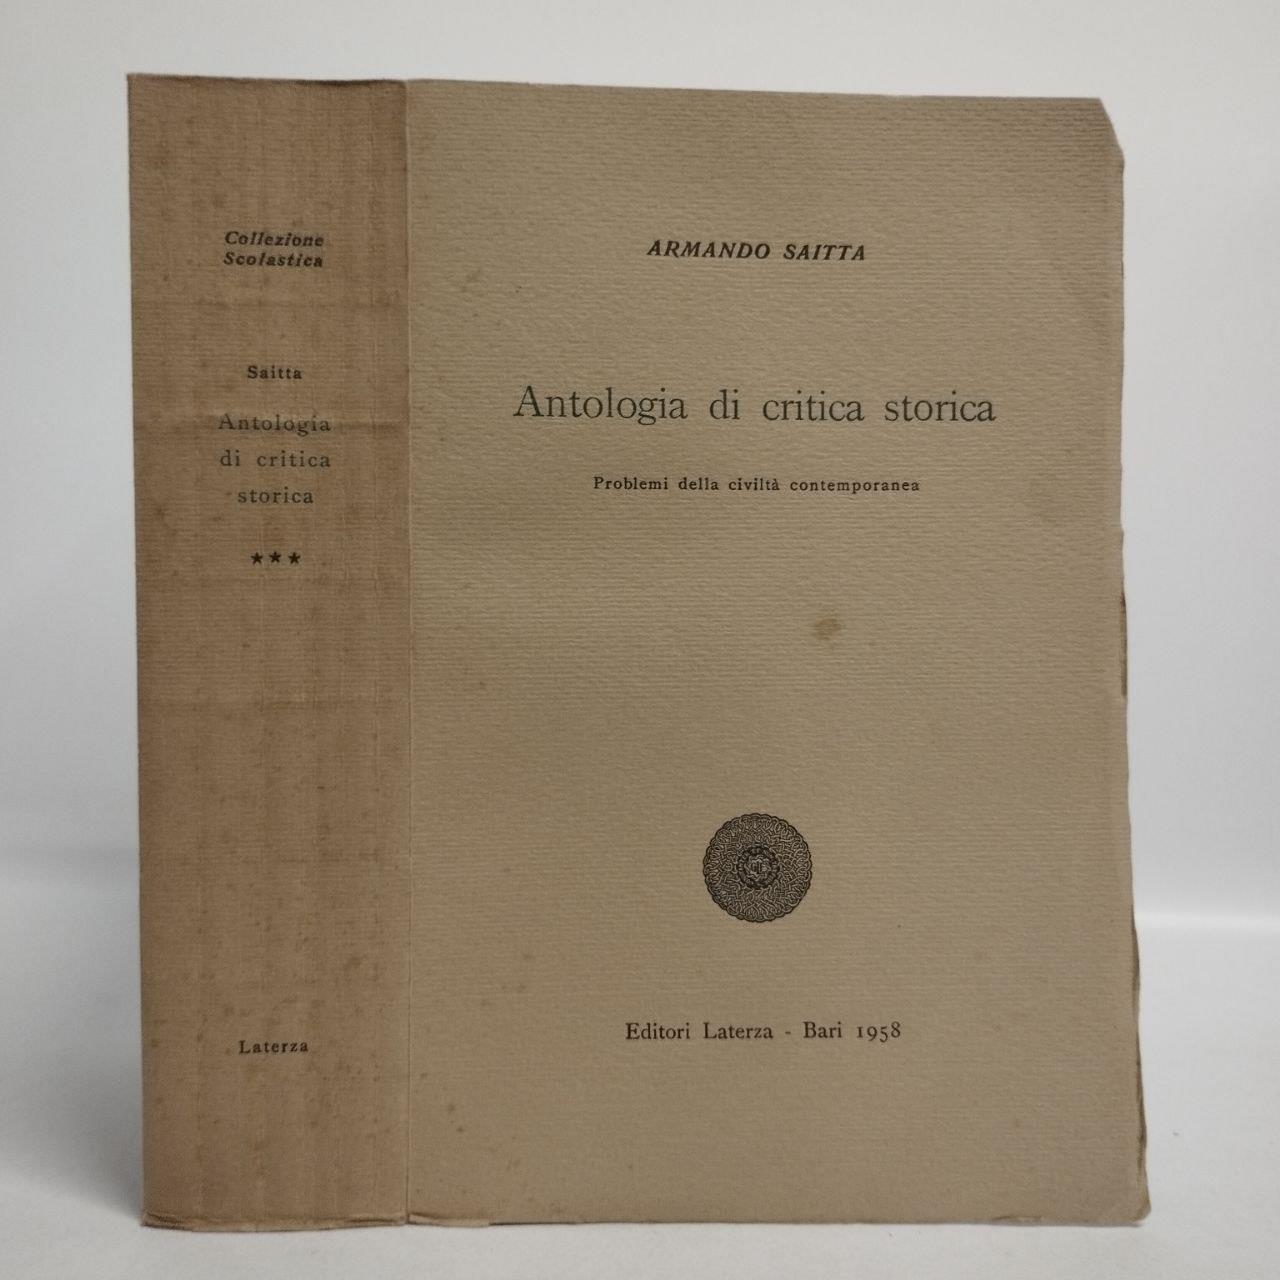 Collezione
Scolastica
Saitta
Antologia
di critica
storica
★★★
Laterza
ARMANDO SAITTA
Antologia di critica storica
Problemi della civiltà contemporanea
Editori Laterza - Bari 1958